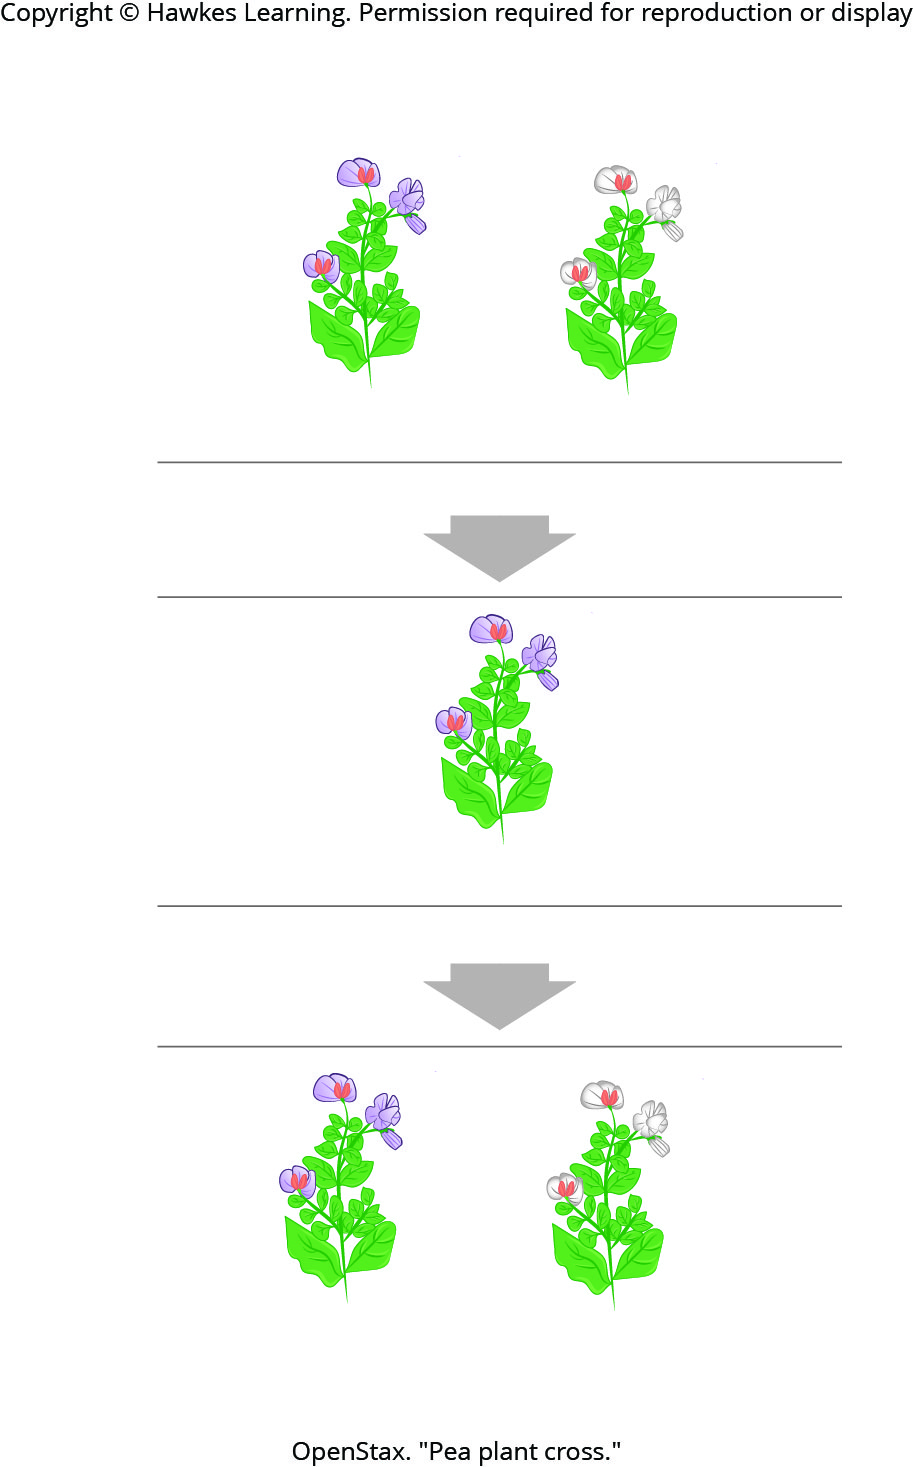 Copyright © Hawkes Learning. Permission required for reproduction or display
OpenStax. "Pea plant cross."